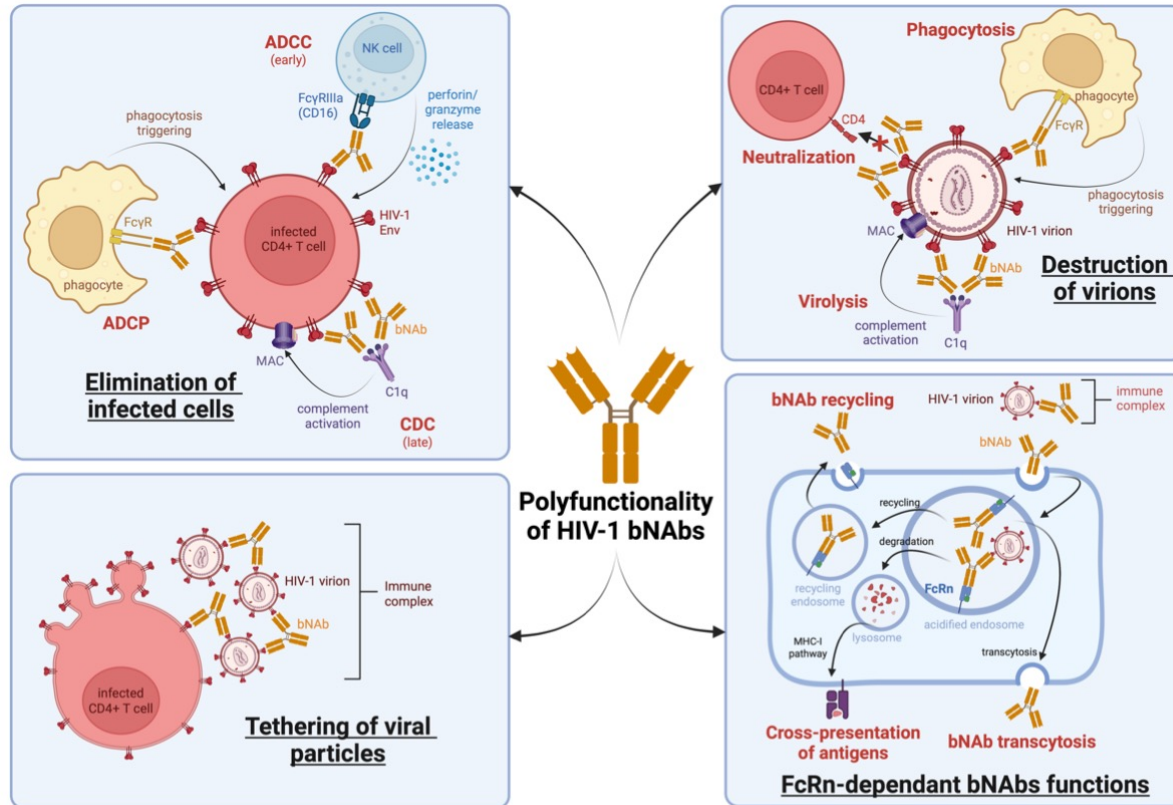 ADCC
(early)
NK cell
FcγRIIIa
(CD16)
perforin/
granzyme
release
phagocytosis
triggering
FcγR
phagocyte
ADCP
infected
CD4+ T cell
HIV-1
Env
bNAb
MAC
C1q
complement
activation
CDC
(late)
Elimination of
infected cells
Phagocytosis
CD4+ T cell
CD4
phagocyte
FcγR
Neutralization
phagocytosis
triggering
MAC
HIV-1 virion
bNAb
Virolysis
complement
activation
C1q
Destruction
of virions
Polyfunctionality
of HIV-1 bNAbs
HIV-1 virion
Immune
complex
bNAb
infected
CD4+ T cell
Tethering of viral
particles
bNAb recycling
HIV-1 virion
immune
complex
bNAb
recycling
degradation
FcRn
recycling
endosome
lysosome
acidified endosome
MHC-I
pathway
transcytosis
Cross-presentation
of antigens
bNAb transcytosis
FcRn-dependant bNAbs functions